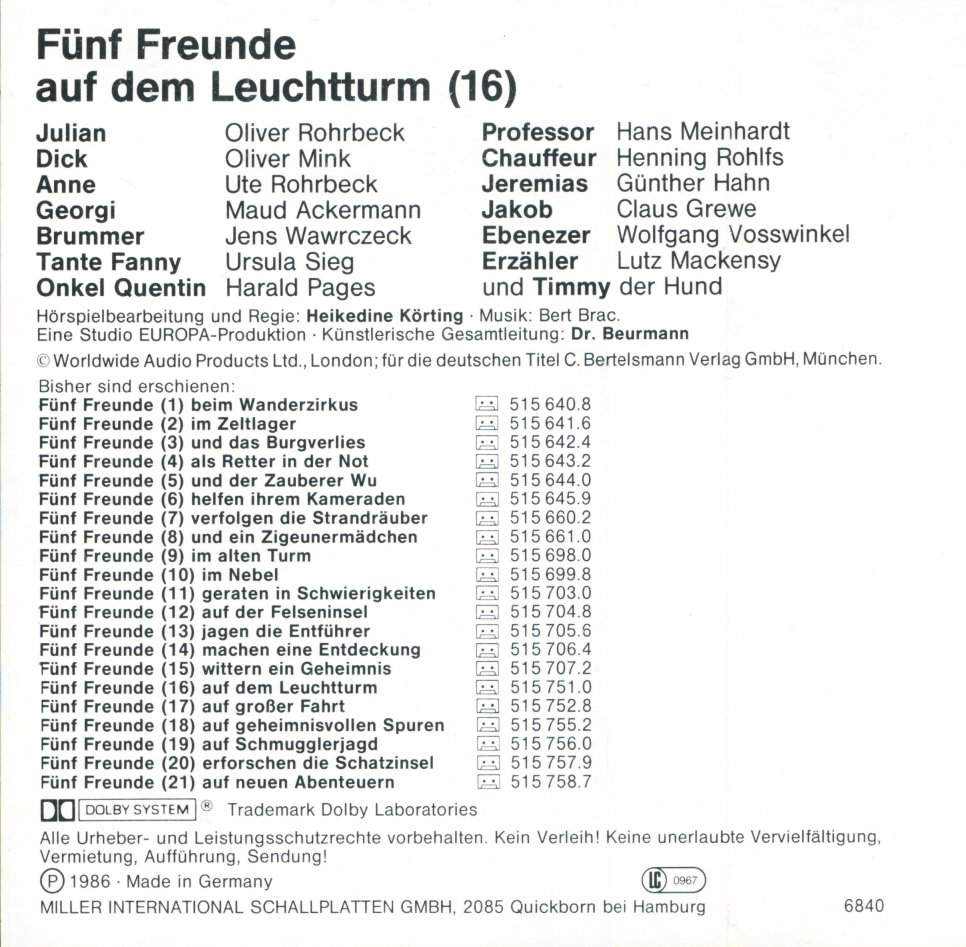 Fünf Freunde
auf dem Leuchtturm (16)
Julian Oliver Rohrbeck Professor Hans Meinhardt
Dick Oliver Mink Chauffeur Henning Rohlfs
Anne Ute Rohrbeck Jeremias Günther Hahn
Georgi Maud Ackermann Jakob Claus Grewe
Brummer Jens Wawrczeck Ebenezer Wolfgang Vosswinkel
Tante Fanny Ursula Sieg Erzähler Lutz Mackensy
Onkel Quentin Harald Pages und Timmy der Hund
Hörspielbearbeitung und Regie: Heikedine Körting · Musik: Bert Brac.
Eine Studio EUROPA-Produktion · Künstlerische Gesamtleitung: Dr. Beurmann
© Worldwide Audio Products Ltd., London; für die deutschen Titel C. Bertelsmann Verlag GmbH, München.
Bisher sind erschienen:
Fünf Freunde (1) beim Wanderzirkus 515 640.8
Fünf Freunde (2) im Zeltlager 515 641.6
Fünf Freunde (3) und das Burgverlies 515 642.4
Fünf Freunde (4) als Retter in der Not 515 643.2
Fünf Freunde (5) und der Zauberer Wu 515 644.0
Fünf Freunde (6) helfen ihrem Kameraden 515 645.9
Fünf Freunde (7) verfolgen die Strandräuber 515 660.2
Fünf Freunde (8) und ein Zigeunermädchen 515 661.0
Fünf Freunde (9) im alten Turm 515 698.0
Fünf Freunde (10) im Nebel 515 699.8
Fünf Freunde (11) geraten in Schwierigkeiten 515 703.0
Fünf Freunde (12) auf der Felseninsel 515 704.8
Fünf Freunde (13) jagen die Entführer 515 705.6
Fünf Freunde (14) machen eine Entdeckung 515 706.4
Fünf Freunde (15) wittern ein Geheimnis 515 707.2
Fünf Freunde (16) auf dem Leuchtturm 515 751.0
Fünf Freunde (17) auf großer Fahrt 515 752.8
Fünf Freunde (18) auf geheimnisvollen Spuren 515 755.2
Fünf Freunde (19) auf Schmugglerjagd 515 756.0
Fünf Freunde (20) erforschen die Schatzinsel 515 757.9
Fünf Freunde (21) auf neuen Abenteuern 515 758.7
DOLBY SYSTEM ® Trademark Dolby Laboratories
Alle Urheber- und Leistungsschutzrechte vorbehalten. Kein Verleih! Keine unerlaubte Vervielfältigung,
Vermietung, Aufführung, Sendung!
Ⓟ 1986 · Made in Germany LC 0967
MILLER INTERNATIONAL SCHALLPLATTEN GMBH, 2085 Quickborn bei Hamburg 6840